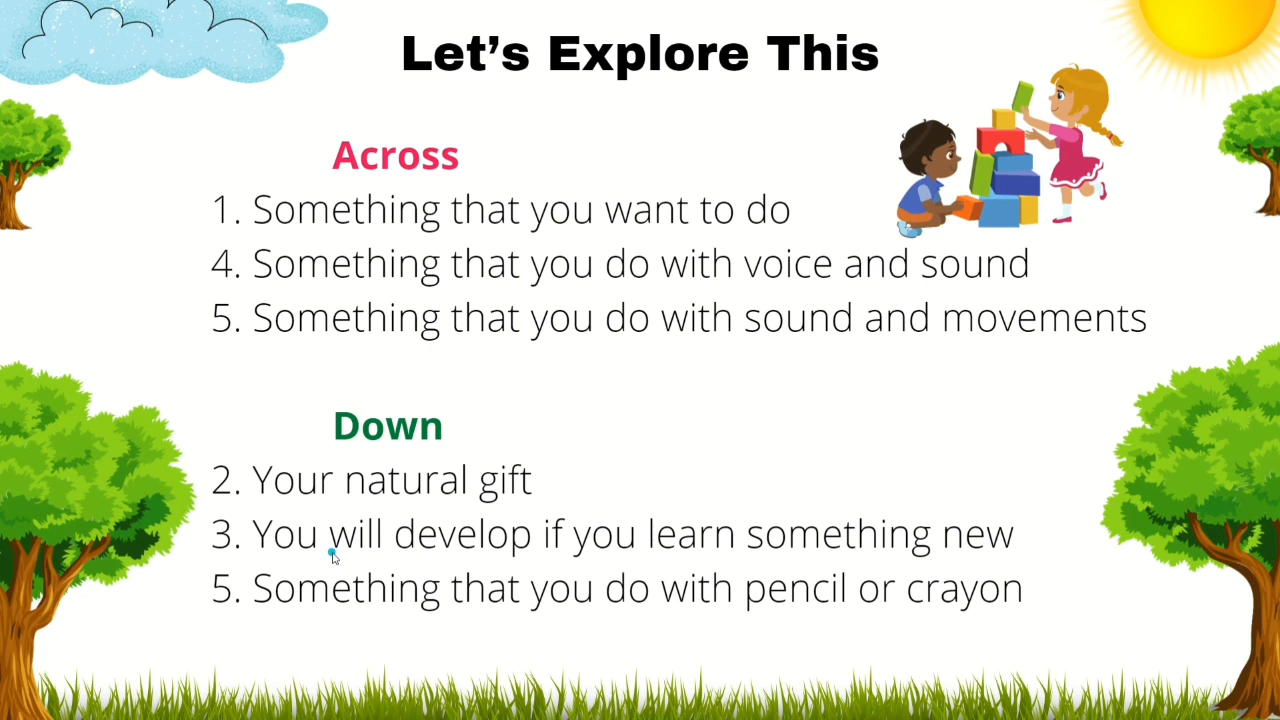 Let’s Explore This
Across
1. Something that you want to do
4. Something that you do with voice and sound
5. Something that you do with sound and movements
Down
2. Your natural gift
3. You will develop if you learn something new
5. Something that you do with pencil or crayon